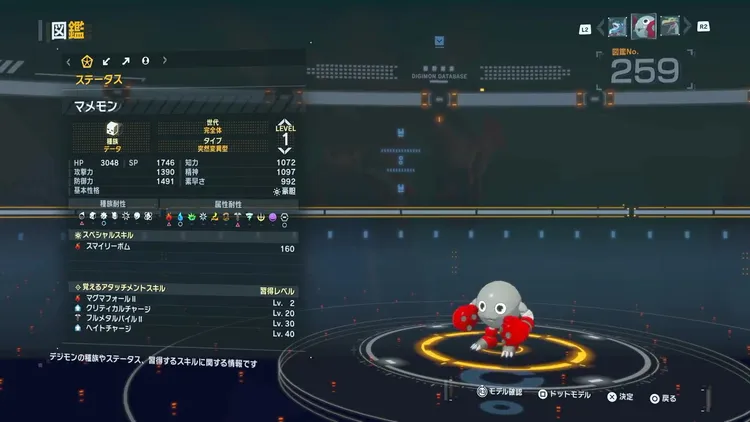 図鑑
L2
R2
図鑑No.
259
DIGIMON DATABASE
ステータス
マメモン
種族
データ
世代
完全体
タイプ
突然変異型
LEVEL
1
HP 3048 SP 1746 知力 1072
攻撃力 1390 精神 1097
防御力 1491 素早さ 992
基本性格 豪胆
種族耐性 属性耐性
スペシャルスキル
スマイリーボム 160
覚えるアタッチメントスキル 習得レベル
マグマフォールⅡ Lv. 2
クリティカルチャージ Lv. 20
フルメタルパイルⅡ Lv. 30
ヘイトチャージ Lv. 40
デジモンの種族やステータス、習得するスキルに関する情報です
モデル確認 ドットモデル 決定 戻る